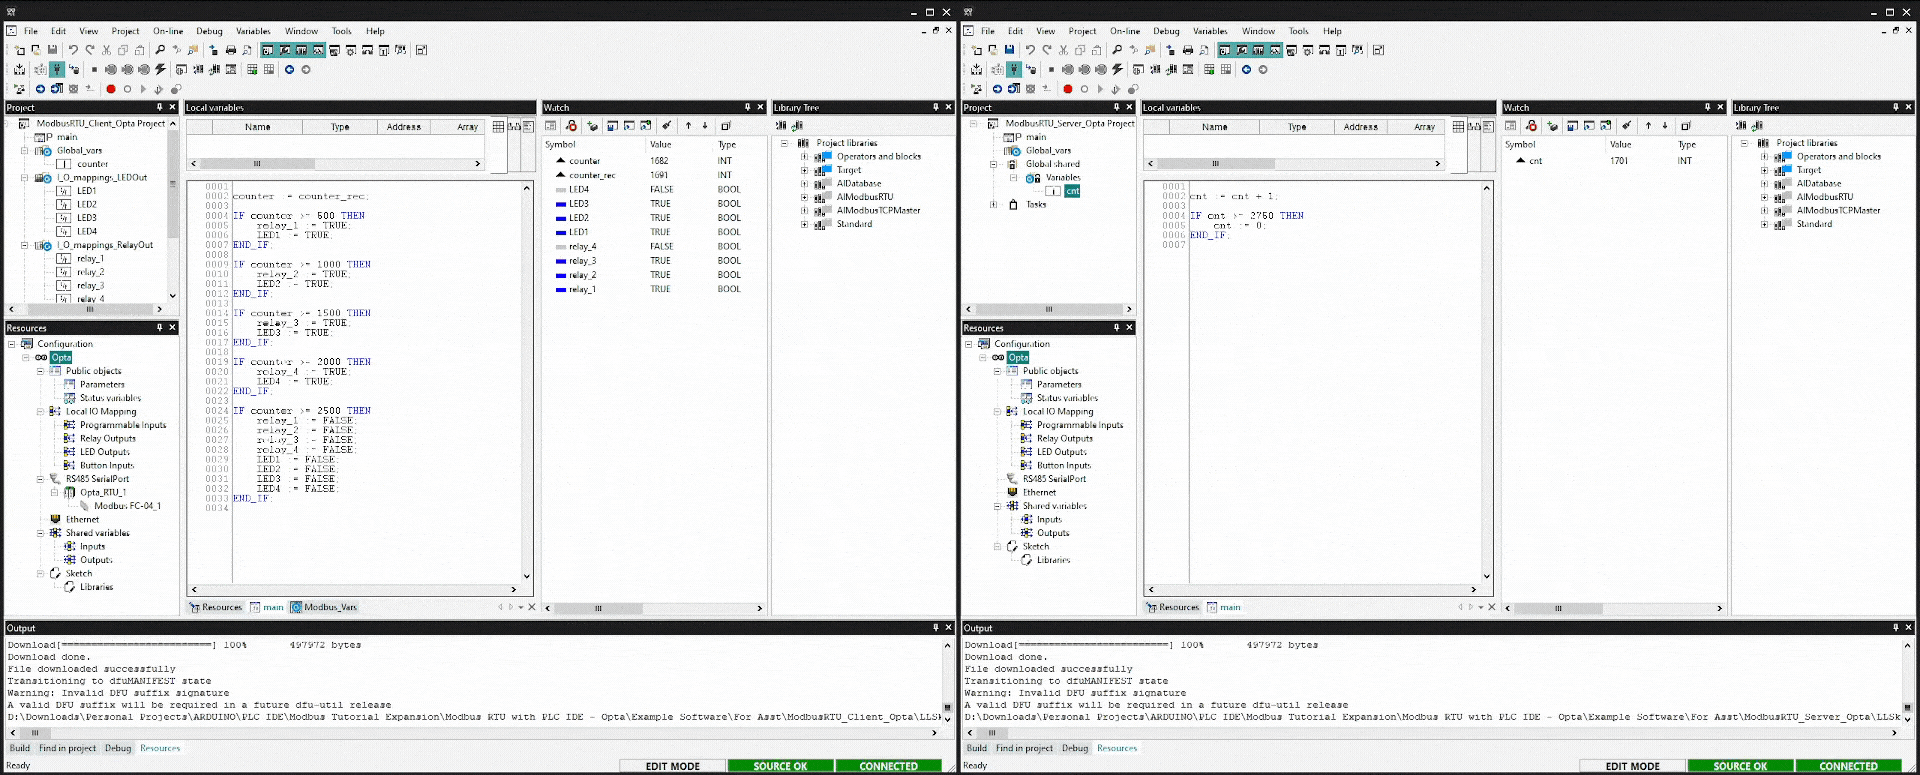 File Edit View Project On-line Debug Variables Window Tools Help
Project
ModbusRTU_Client_Opta Project
main
Global_vars
counter
I_O_mappings_LEDOut
LED1
LED2
LED3
LED4
I_O_mappings_RelayOut
relay_1
relay_2
relay_3
relay_4
Resources
Configuration
Opta
Public objects
Parameters
Status variables
Local IO Mapping
Programmable Inputs
Relay Outputs
LED Outputs
Button Inputs
RS485 SerialPort
Opta_RTU_1
Modbus FC-04_1
Ethernet
Shared variables
Inputs
Outputs
Sketch
Libraries
Local variables
Name Type Address Array
0001
0002 counter := counter_rec;
0003
0004 IF counter >= 500 THEN
0005 relay_1 := TRUE;
0006 LED1 := TRUE;
0007 END_IF;
0008
0009 IF counter >= 1000 THEN
0010 relay_2 := TRUE;
0011 LED2 := TRUE;
0012 END_IF;
0013
0014 IF counter >= 1500 THEN
0015 relay_3 := TRUE;
0016 LED3 := TRUE;
0017 END_IF;
0018
0019 IF counter >= 2000 THEN
0020 relay_4 := TRUE;
0021 LED4 := TRUE;
0022 END_IF;
0023
0024 IF counter >= 2500 THEN
0025 relay_1 := FALSE;
0026 relay_2 := FALSE;
0027 relay_3 := FALSE;
0028 relay_4 := FALSE;
0029 LED1 := FALSE;
0030 LED2 := FALSE;
0031 LED3 := FALSE;
0032 LED4 := FALSE;
0033 END_IF;
0034
Resources main Modbus_Vars
Watch
Symbol Value Type
counter 1682 INT
counter_rec 1691 INT
LED4 FALSE BOOL
LED3 TRUE BOOL
LED2 TRUE BOOL
LED1 TRUE BOOL
relay_4 FALSE BOOL
relay_3 TRUE BOOL
relay_2 TRUE BOOL
relay_1 TRUE BOOL
Library Tree
Project libraries
Operators and blocks
Target
AlDatabase
AlModbusRTU
AlModbusTCPMaster
Standard
Output
Download[=========================] 100% 497972 bytes
Download done.
File downloaded successfully
Transitioning to dfuMANIFEST state
Warning: Invalid DFU suffix signature
A valid DFU suffix will be required in a future dfu-util release
D:\Downloads\Personal Projects\ARDUINO\PLC IDE\Modbus Tutorial Expansion\Modbus RTU with PLC IDE - Opta\Example Software\For Asst\ModbusRTU_Client_Opta\LLSk
Build Find in project Debug Resources
Ready EDIT MODE SOURCE OK CONNECTED
File Edit View Project On-line Debug Variables Window Tools Help
Project
ModbusRTU_Server_Opta Project
main
Global_vars
Global shared
Variables
cnt
Tasks
Resources
Configuration
Opta
Public objects
Parameters
Status variables
Local IO Mapping
Programmable Inputs
Relay Outputs
LED Outputs
Button Inputs
RS485 SerialPort
Ethernet
Shared variables
Inputs
Outputs
Sketch
Libraries
Local variables
Name Type Address Array
0001
0002 cnt := cnt + 1;
0003
0004 IF cnt >= 2750 THEN
0005 cnt := 0;
0006 END_IF;
0007
Resources main
Watch
Symbol Value Type
cnt 1701 INT
Library Tree
Project libraries
Operators and blocks
Target
AlDatabase
AlModbusRTU
AlModbusTCPMaster
Standard
Output
Download[=========================] 100% 497972 bytes
Download done.
File downloaded successfully
Transitioning to dfuMANIFEST state
Warning: Invalid DFU suffix signature
A valid DFU suffix will be required in a future dfu-util release
D:\Downloads\Personal Projects\ARDUINO\PLC IDE\Modbus Tutorial Expansion\Modbus RTU with PLC IDE - Opta\Example Software\For Asst\ModbusRTU_Server_Opta\LLSk
Build Find in project Debug Resources
Ready EDIT MODE SOURCE OK CONNECTED